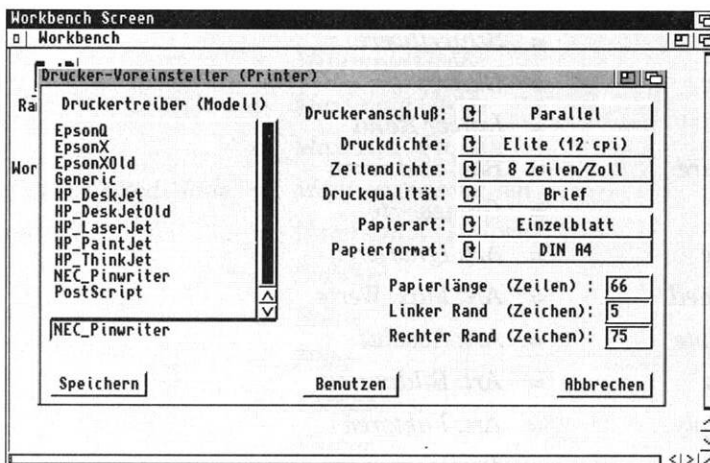 Workbench Screen
Workbench
Drucker-Voreinsteller (Printer)
Ra
Wor
Druckertreiber (Modell)
EpsonQ
EpsonX
EpsonXOld
Generic
HP_DeskJet
HP_DeskJetOld
HP_LaserJet
HP_PaintJet
HP_ThinkJet
NEC_Pinwriter
PostScript
NEC_Pinwriter
Druckeranschluß: Parallel
Druckdichte: Elite (12 cpi)
Zeilendichte: 8 Zeilen/Zoll
Druckqualität: Brief
Papierart: Einzelblatt
Papierformat: DIN A4
Papierlänge (Zeilen) : 66
Linker Rand (Zeichen): 5
Rechter Rand (Zeichen): 75
Speichern Benutzen Abbrechen